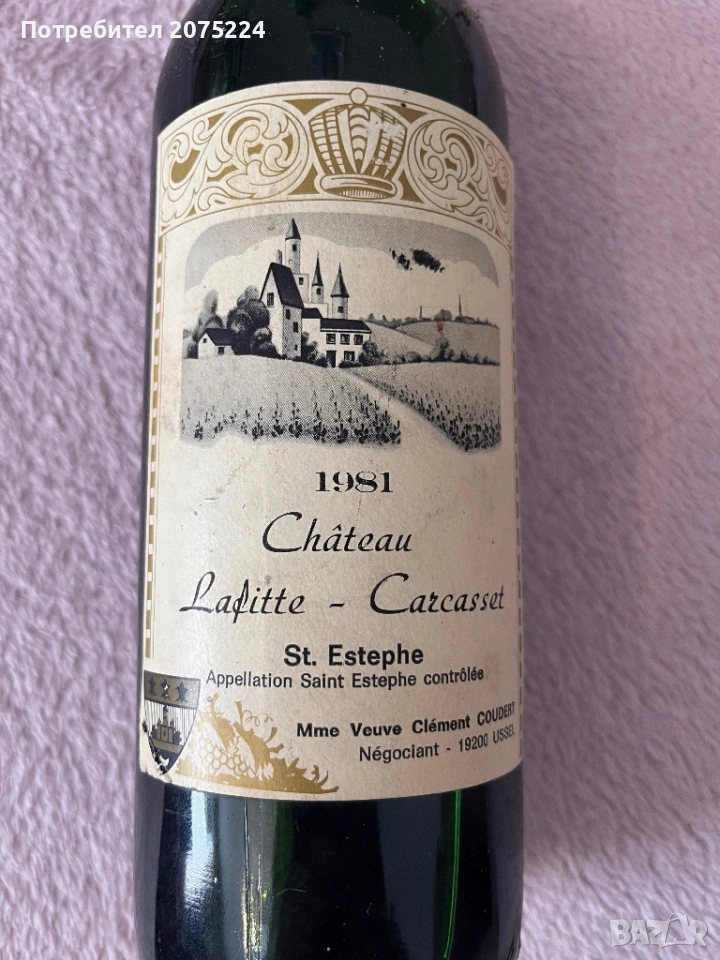 Потребител 2075224
1981
Château
Lafitte - Carcasset
St. Estephe
Appellation Saint Estephe contrôlée
Mme Veuve Clément COUDERT
Négociant - 19200 USSEL
BAZAR